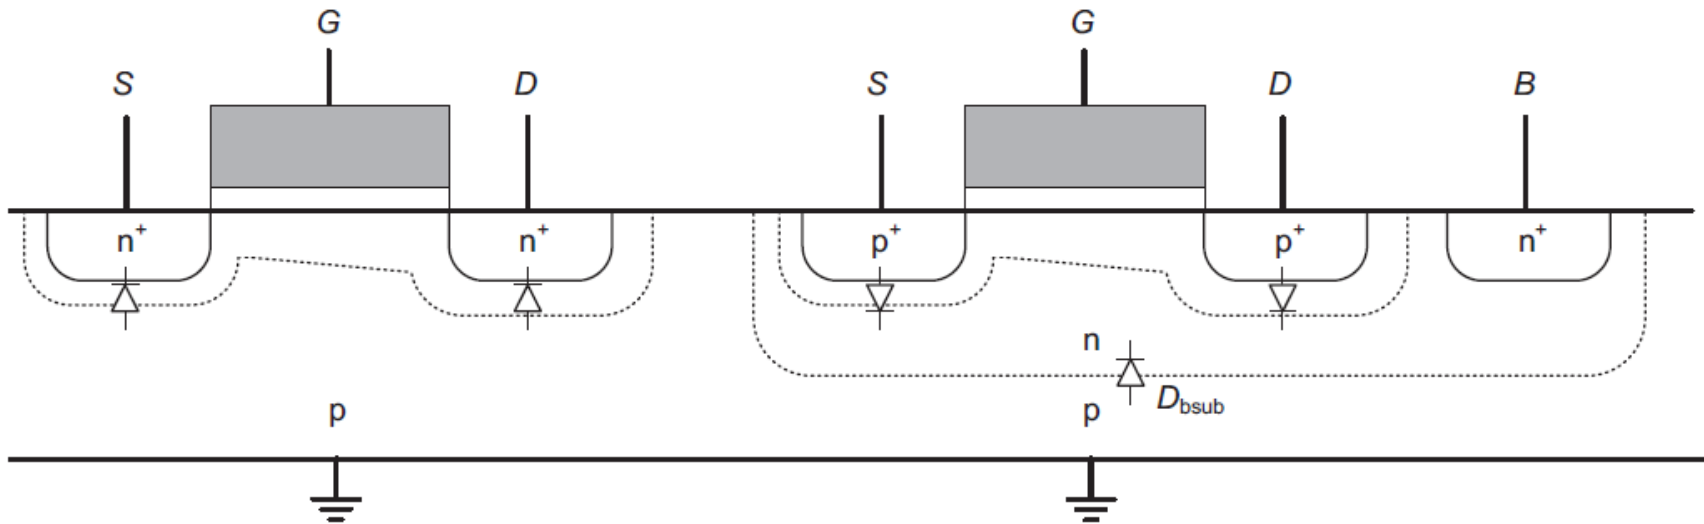 G G
S D S D B
n⁺ n⁺ p⁺ p⁺ n⁺
n
D_bsub
p p